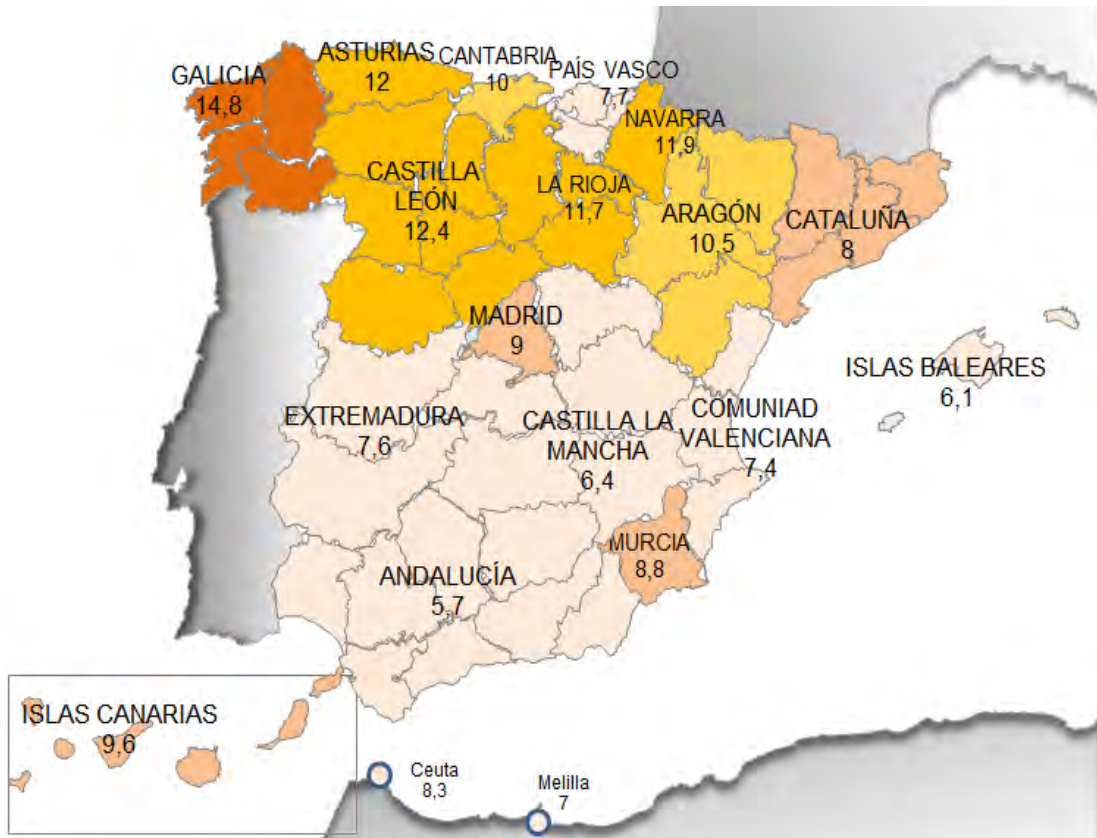 ASTURIAS
12
CANTABRIA
10
PAÍS VASCO
7,7
GALICIA
14,8
NAVARRA
11,9
CASTILLA
LEÓN
12,4
LA RIOJA
11,7
ARAGÓN
10,5
CATALUÑA
8
MADRID
9
ISLAS BALEARES
6,1
EXTREMADURA
7,6
CASTILLA LA
MANCHA
6,4
COMUNIAD
VALENCIANA
7,4
MURCIA
8,8
ANDALUCÍA
5,7
ISLAS CANARIAS
9,6
Ceuta
8,3
Melilla
7